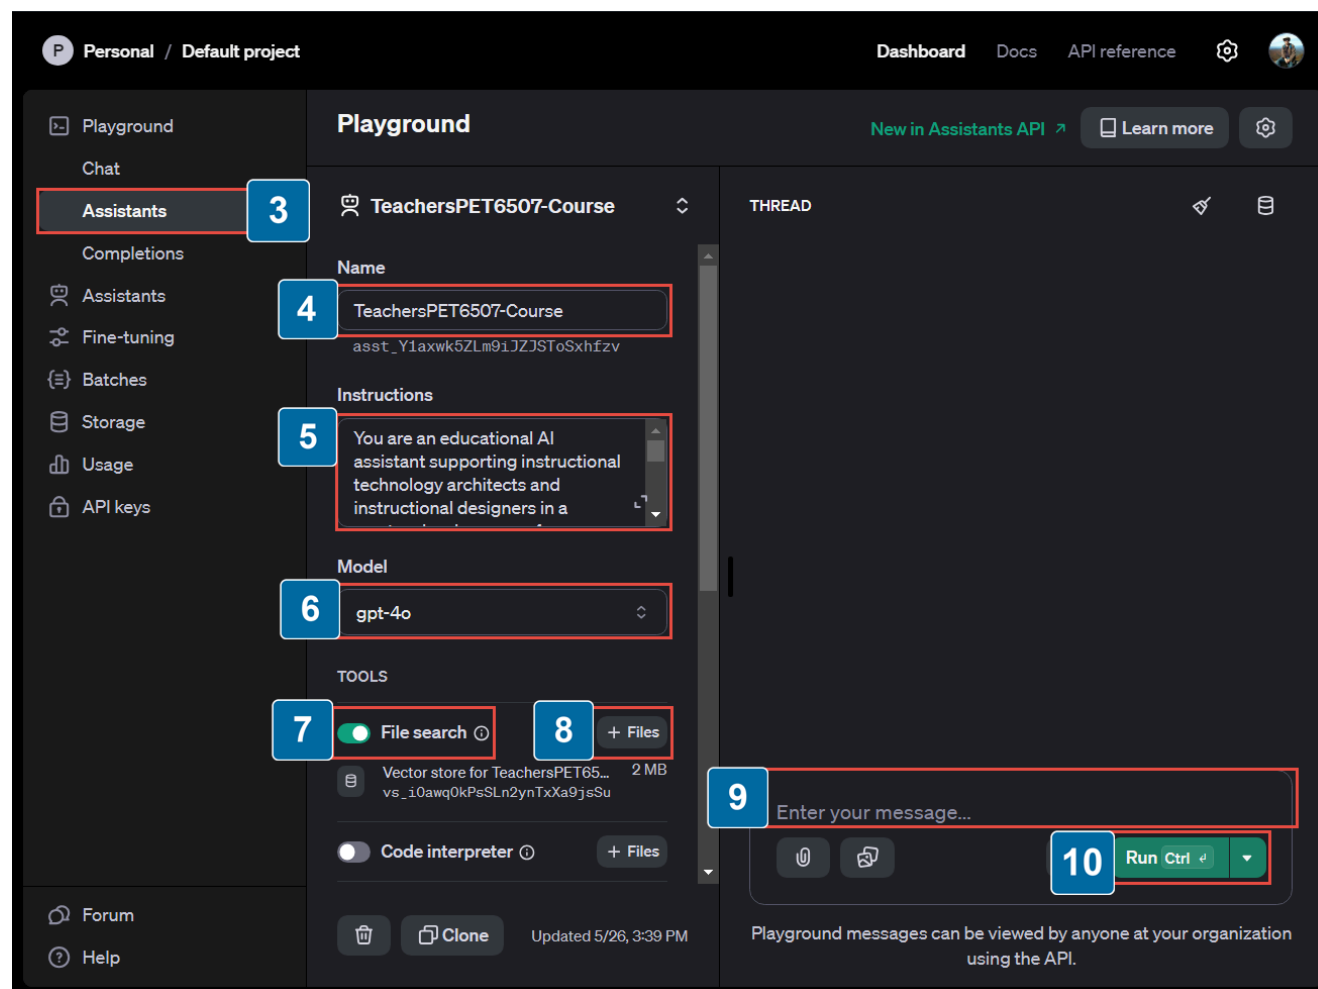 P Personal / Default project
Dashboard Docs API reference
Playground
Chat
Assistants
3
Completions
Assistants
Fine-tuning
Batches
Storage
Usage
API keys
Forum
Help
Playground
New in Assistants API
Learn more
TeachersPET6507-Course
Name
4
TeachersPET6507-Course
asst_Y1axwk5ZLm9iJZJSToSxhfzv
Instructions
5
You are an educational AI
assistant supporting instructional
technology architects and
instructional designers in a
Model
6
gpt-4o
TOOLS
7
File search
8
+ Files
Vector store for TeachersPET65... 2 MB
vs_i0awq0kPsSLn2ynTxXa9jsSu
Code interpreter
+ Files
Clone
Updated 5/26, 3:39 PM
THREAD
9
Enter your message...
10
Run Ctrl
Playground messages can be viewed by anyone at your organization
using the API.